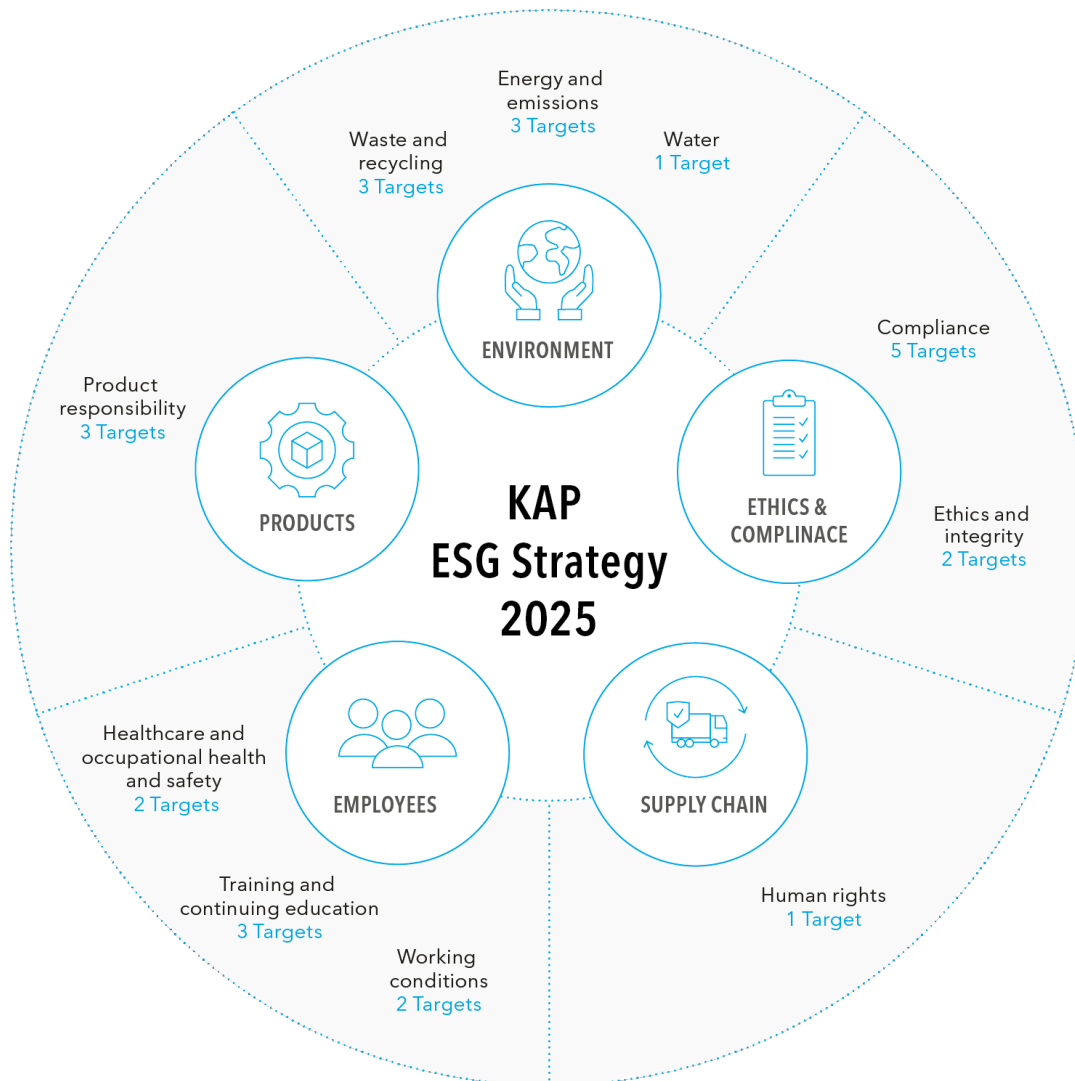 Energy and
emissions
3 Targets
Waste and
recycling
3 Targets
Water
1 Target
ENVIRONMENT
Compliance
5 Targets
Ethics and
integrity
2 Targets
ETHICS &
COMPLINACE
Product
responsibility
3 Targets
PRODUCTS
KAP
ESG Strategy
2025
Healthcare and
occupational health
and safety
2 Targets
Training and
continuing education
3 Targets
Working
conditions
2 Targets
EMPLOYEES
SUPPLY CHAIN
Human rights
1 Target